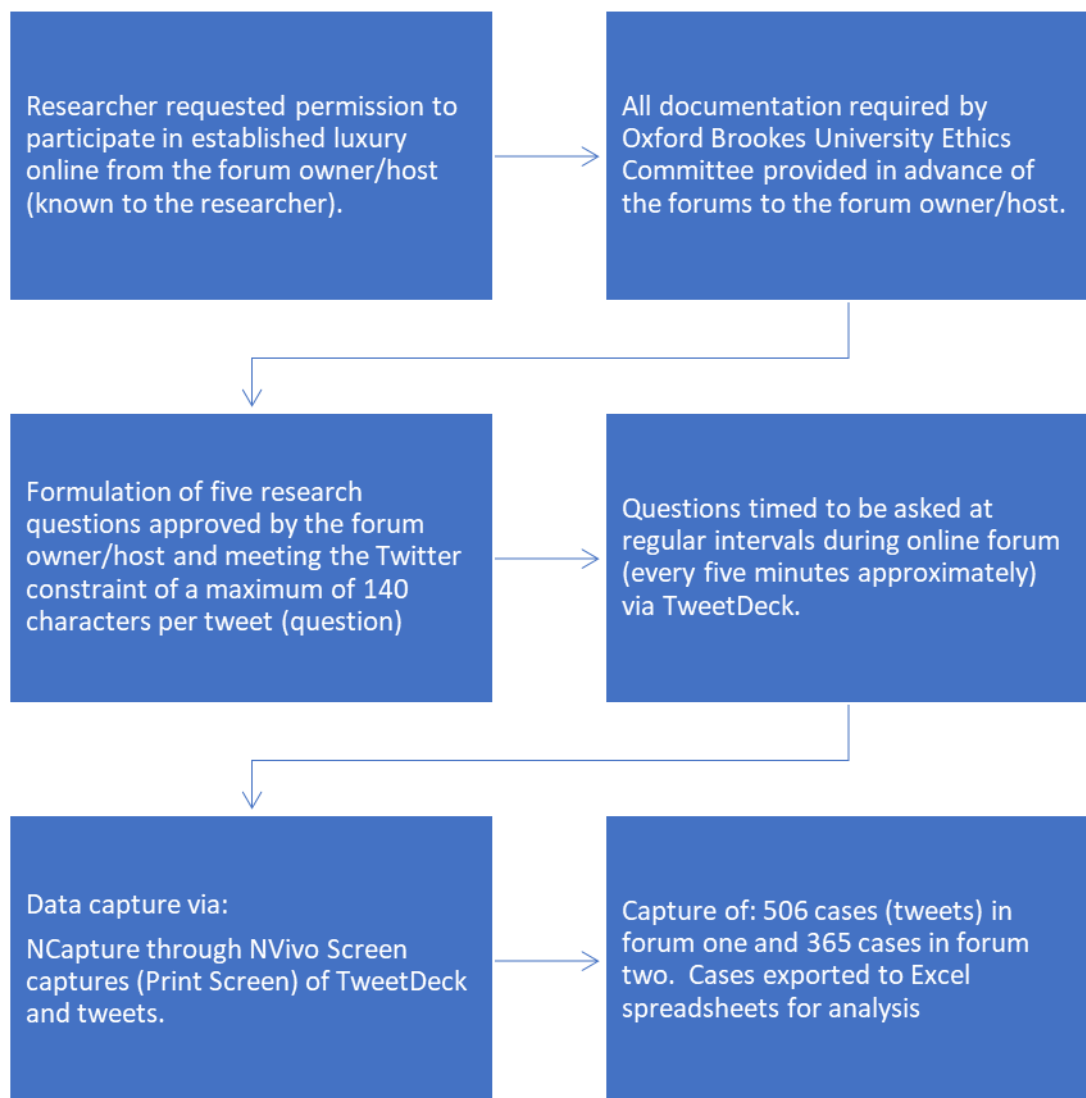 Researcher requested permission to
participate in established luxury
online from the forum owner/host
(known to the researcher).
All documentation required by
Oxford Brookes University Ethics
Committee provided in advance of
the forums to the forum owner/host.
Formulation of five research
questions approved by the forum
owner/host and meeting the Twitter
constraint of a maximum of 140
characters per tweet (question)
Questions timed to be asked at
regular intervals during online forum
(every five minutes approximately)
via TweetDeck.
Data capture via:
NCapture through NVivo Screen
captures (Print Screen) of TweetDeck
and tweets.
Capture of: 506 cases (tweets) in
forum one and 365 cases in forum
two.  Cases exported to Excel
spreadsheets for analysis